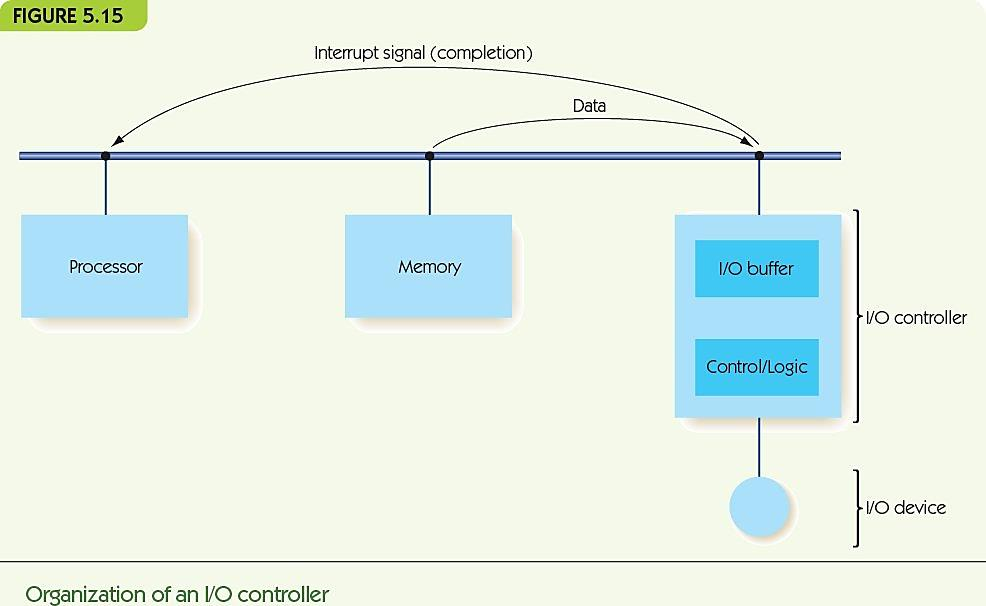 FIGURE 5.15
Interrupt signal (completion)
Data
Processor
Memory
I/O buffer
I/O controller
Control/Logic
I/O device
Organization of an I/O controller